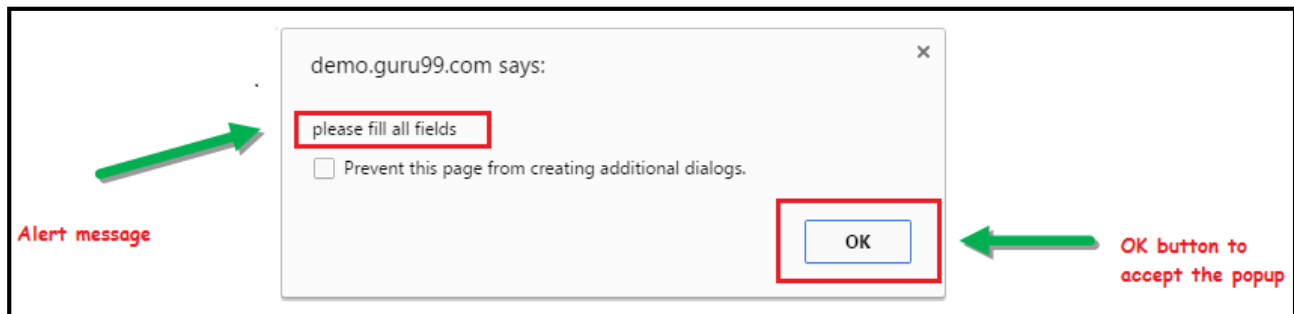 demo.guru99.com says:
please fill all fields
Prevent this page from creating additional dialogs.
Alert message
OK
OK button to
accept the popup